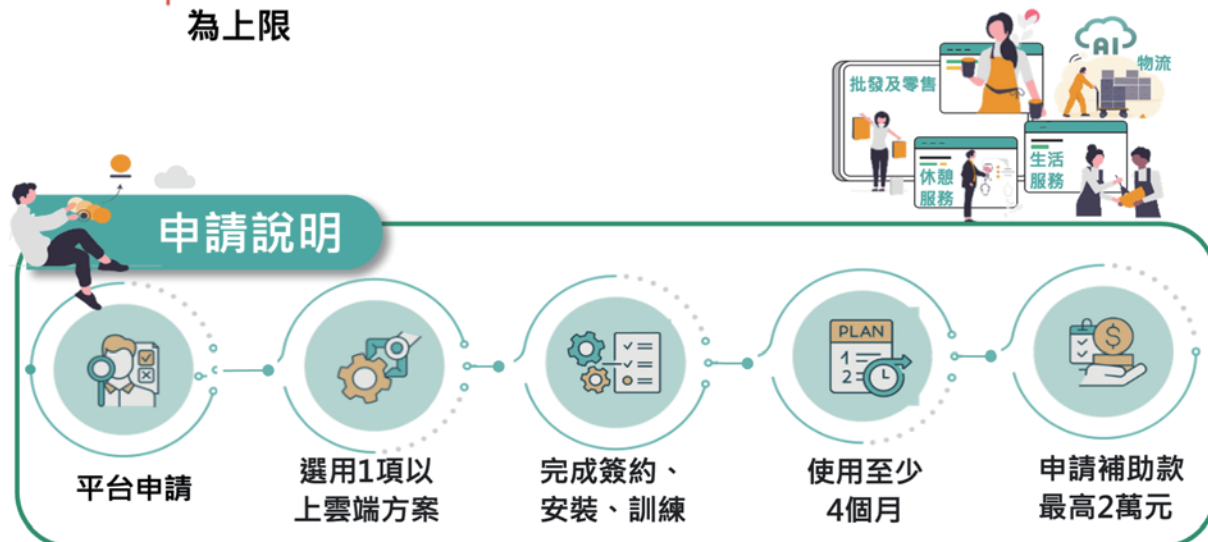 為上限
AI
物流
批發及零售
生活
服務
休憩
服務
申請說明
PLAN
1
2
$
平台申請
選用1項以
上雲端方案
完成簽約、
安裝、訓練
使用至少
4個月
申請補助款
最高2萬元